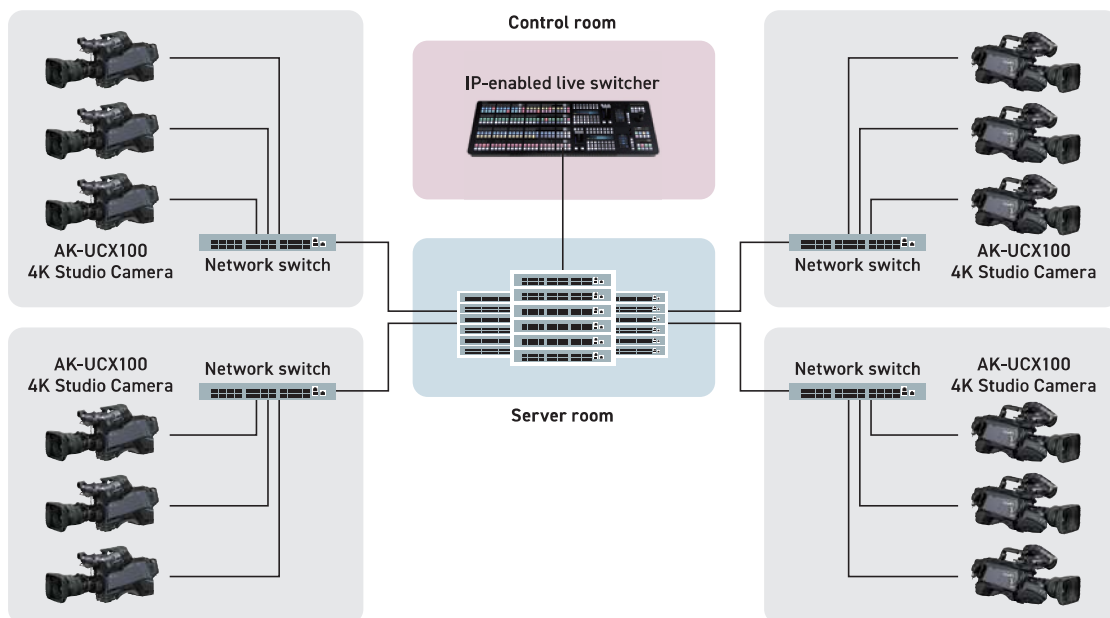 Control room
IP-enabled live switcher
AK-UCX100
4K Studio Camera
Network switch
Network switch
AK-UCX100
4K Studio Camera
AK-UCX100
4K Studio Camera
Network switch
Server room
Network switch
AK-UCX100
4K Studio Camera